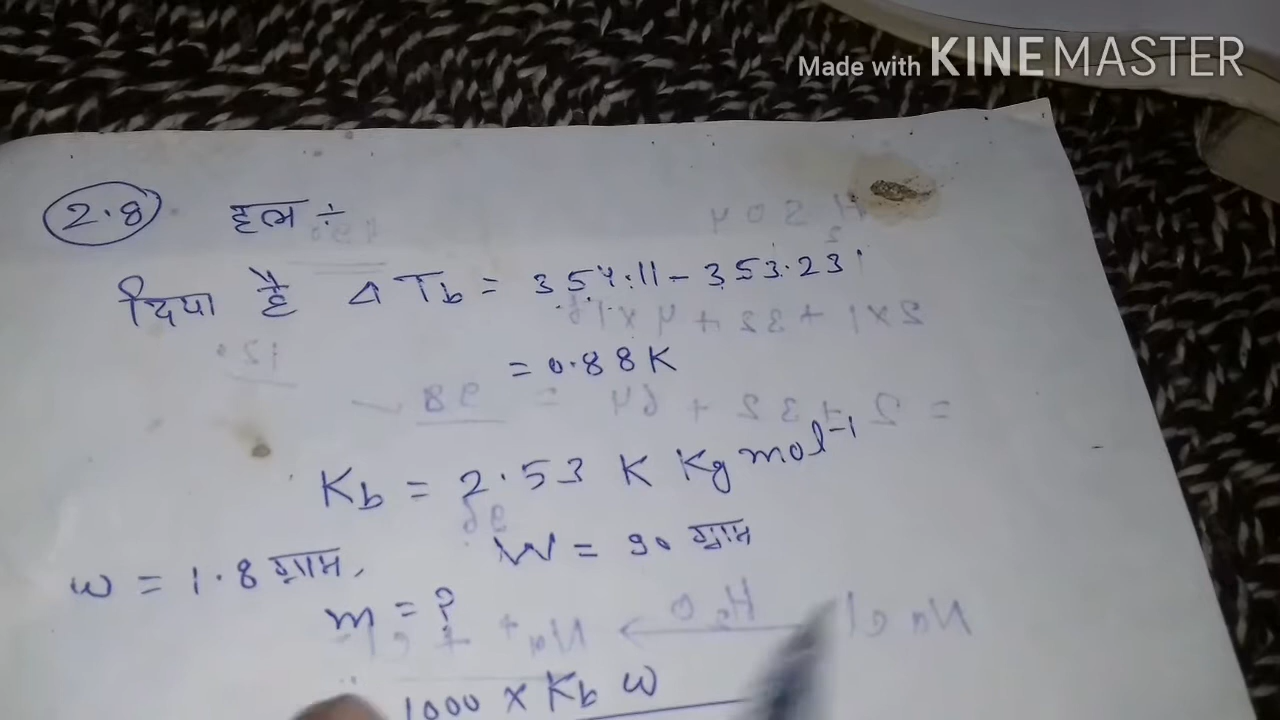 Made with KINEMASTER
2.8 हल ÷
दिया है Δ Tb = 354.11 - 353.23
= 0.88 K
Kb = 2.53 K Kg mol⁻¹
w = 1.8 ग्राम, W = 90 ग्राम
m = ?
1000 × Kb w